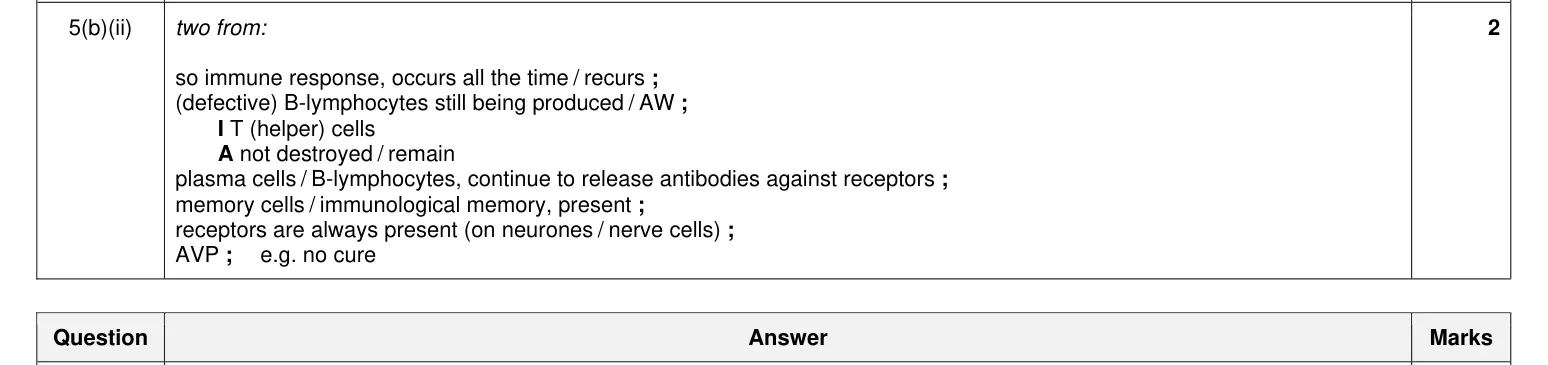 5(b)(ii) two from: 2
so immune response, occurs all the time / recurs ;
(defective) B-lymphocytes still being produced / AW ;
I T (helper) cells
A not destroyed / remain
plasma cells / B-lymphocytes, continue to release antibodies against receptors ;
memory cells / immunological memory, present ;
receptors are always present (on neurones / nerve cells) ;
AVP ; e.g. no cure
Question Answer Marks